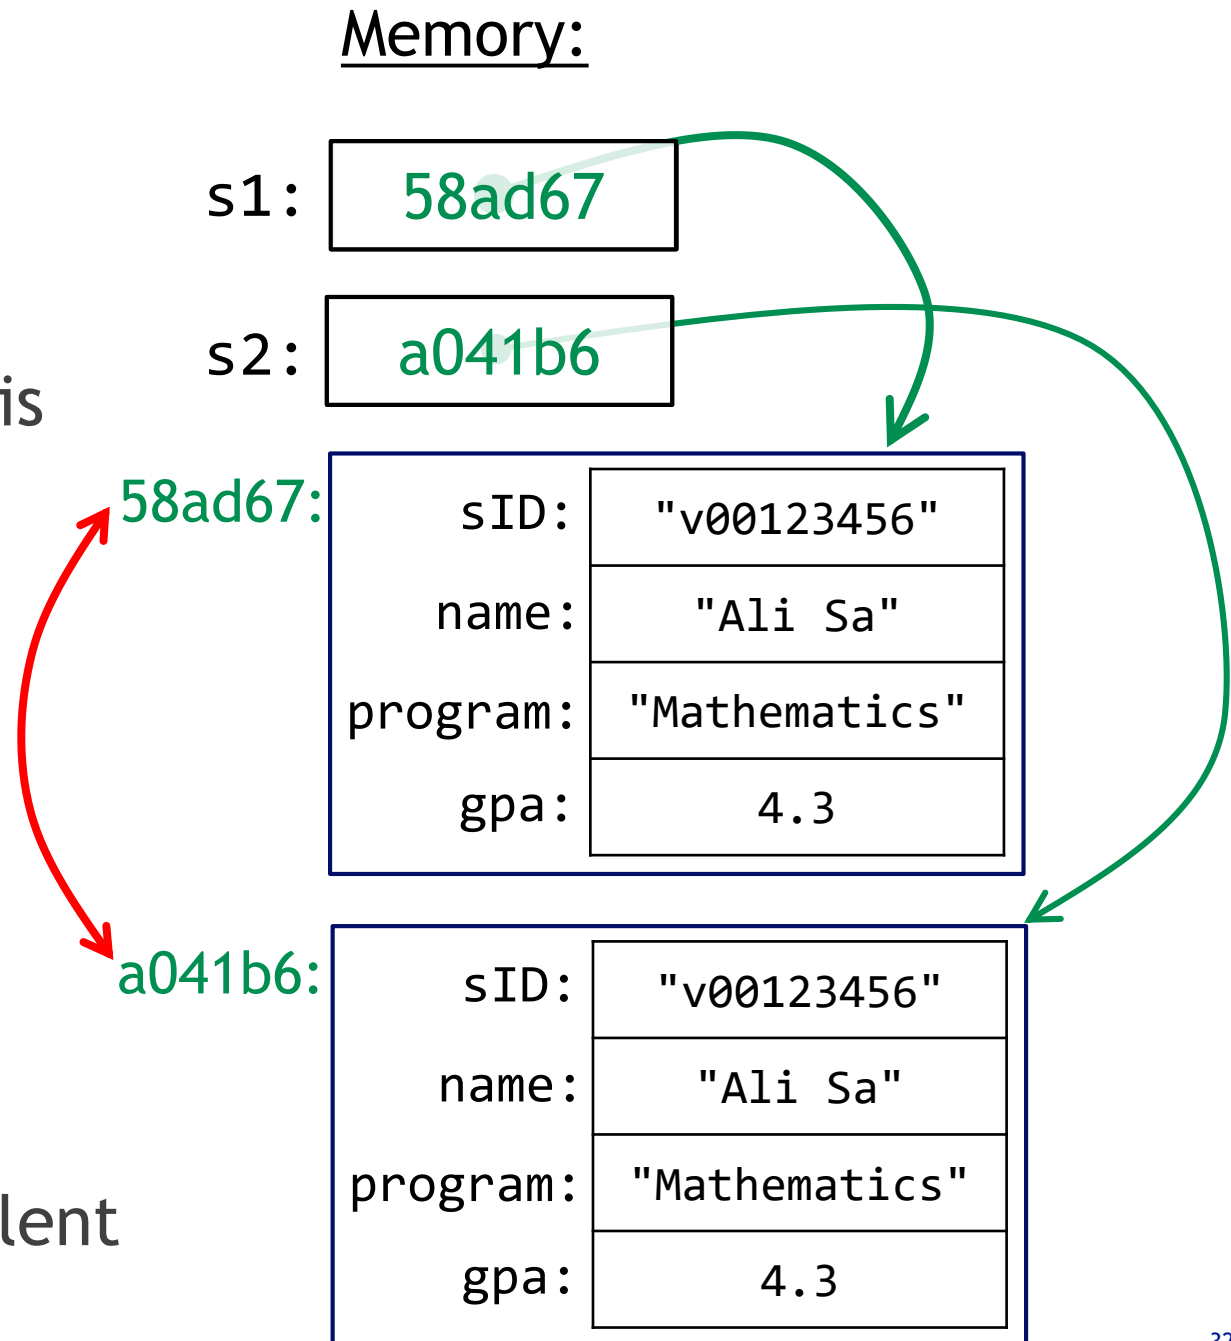 Memory:
s1: 58ad67
s2: a041b6
is
58ad67: sID: "v00123456"
name: "Ali Sa"
program: "Mathematics"
gpa: 4.3
a041b6: sID: "v00123456"
name: "Ali Sa"
program: "Mathematics"
lent
gpa: 4.3